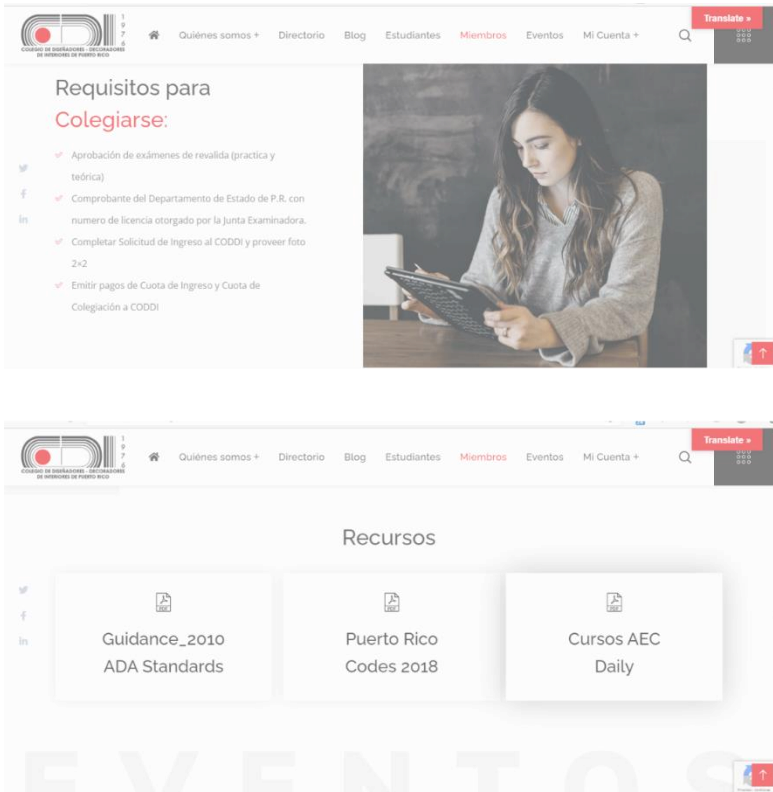 1
9
7
6
COLEGIO DE DISEÑADORES - DECORADORES
DE INTERIORES DE PUERTO RICO
Quiénes somos + Directorio Blog Estudiantes Miembros Eventos Mi Cuenta +
Translate »
Requisitos para
Colegiarse:
Aprobación de exámenes de revalida (practica y
teórica)
Comprobante del Departamento de Estado de P.R. con
numero de licencia otorgado por la Junta Examinadora.
Completar Solicitud de Ingreso al CODDI y proveer foto
2×2
Emitir pagos de Cuota de Ingreso y Cuota de
Colegiación a CODDI
1
9
7
6
COLEGIO DE DISEÑADORES - DECORADORES
DE INTERIORES DE PUERTO RICO
Quiénes somos + Directorio Blog Estudiantes Miembros Eventos Mi Cuenta +
Translate »
Recursos
PDF
Guidance_2010
ADA Standards
PDF
Puerto Rico
Codes 2018
PDF
Cursos AEC
Daily
EVENTOS